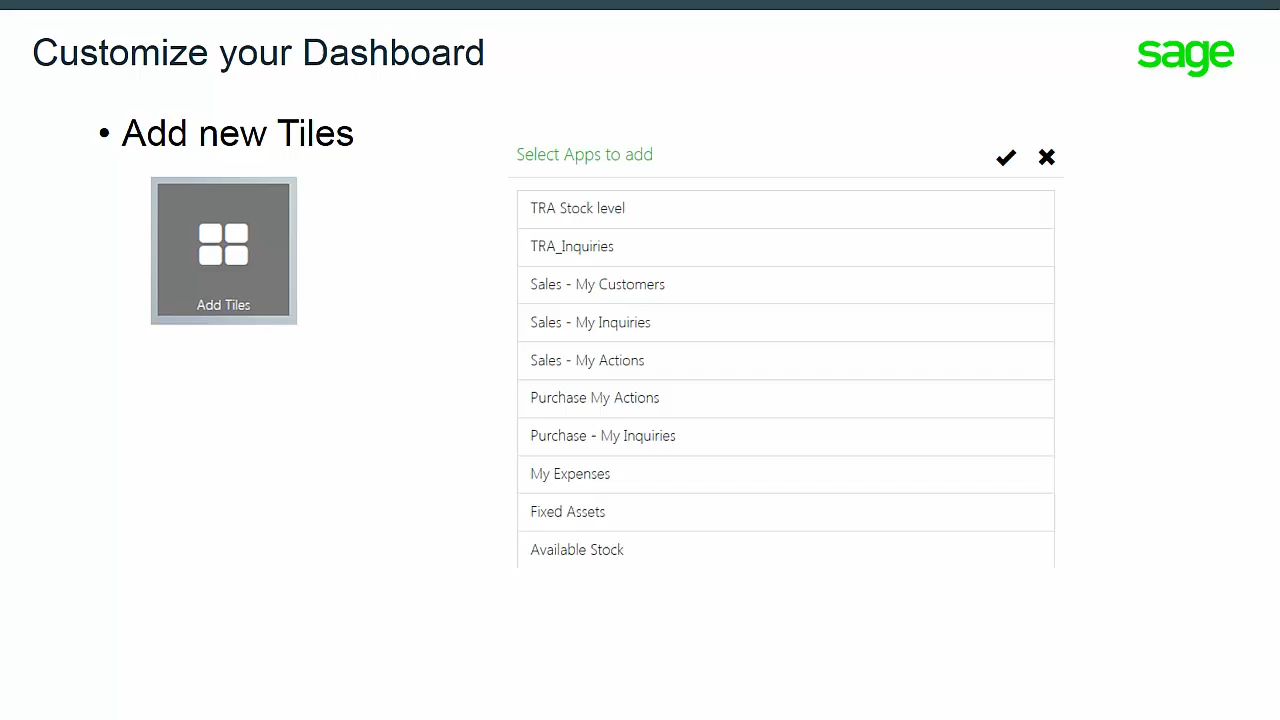 Customize your Dashboard
sage
• Add new Tiles
Add Tiles
Select Apps to add
TRA Stock level
TRA_Inquiries
Sales - My Customers
Sales - My Inquiries
Sales - My Actions
Purchase My Actions
Purchase - My Inquiries
My Expenses
Fixed Assets
Available Stock